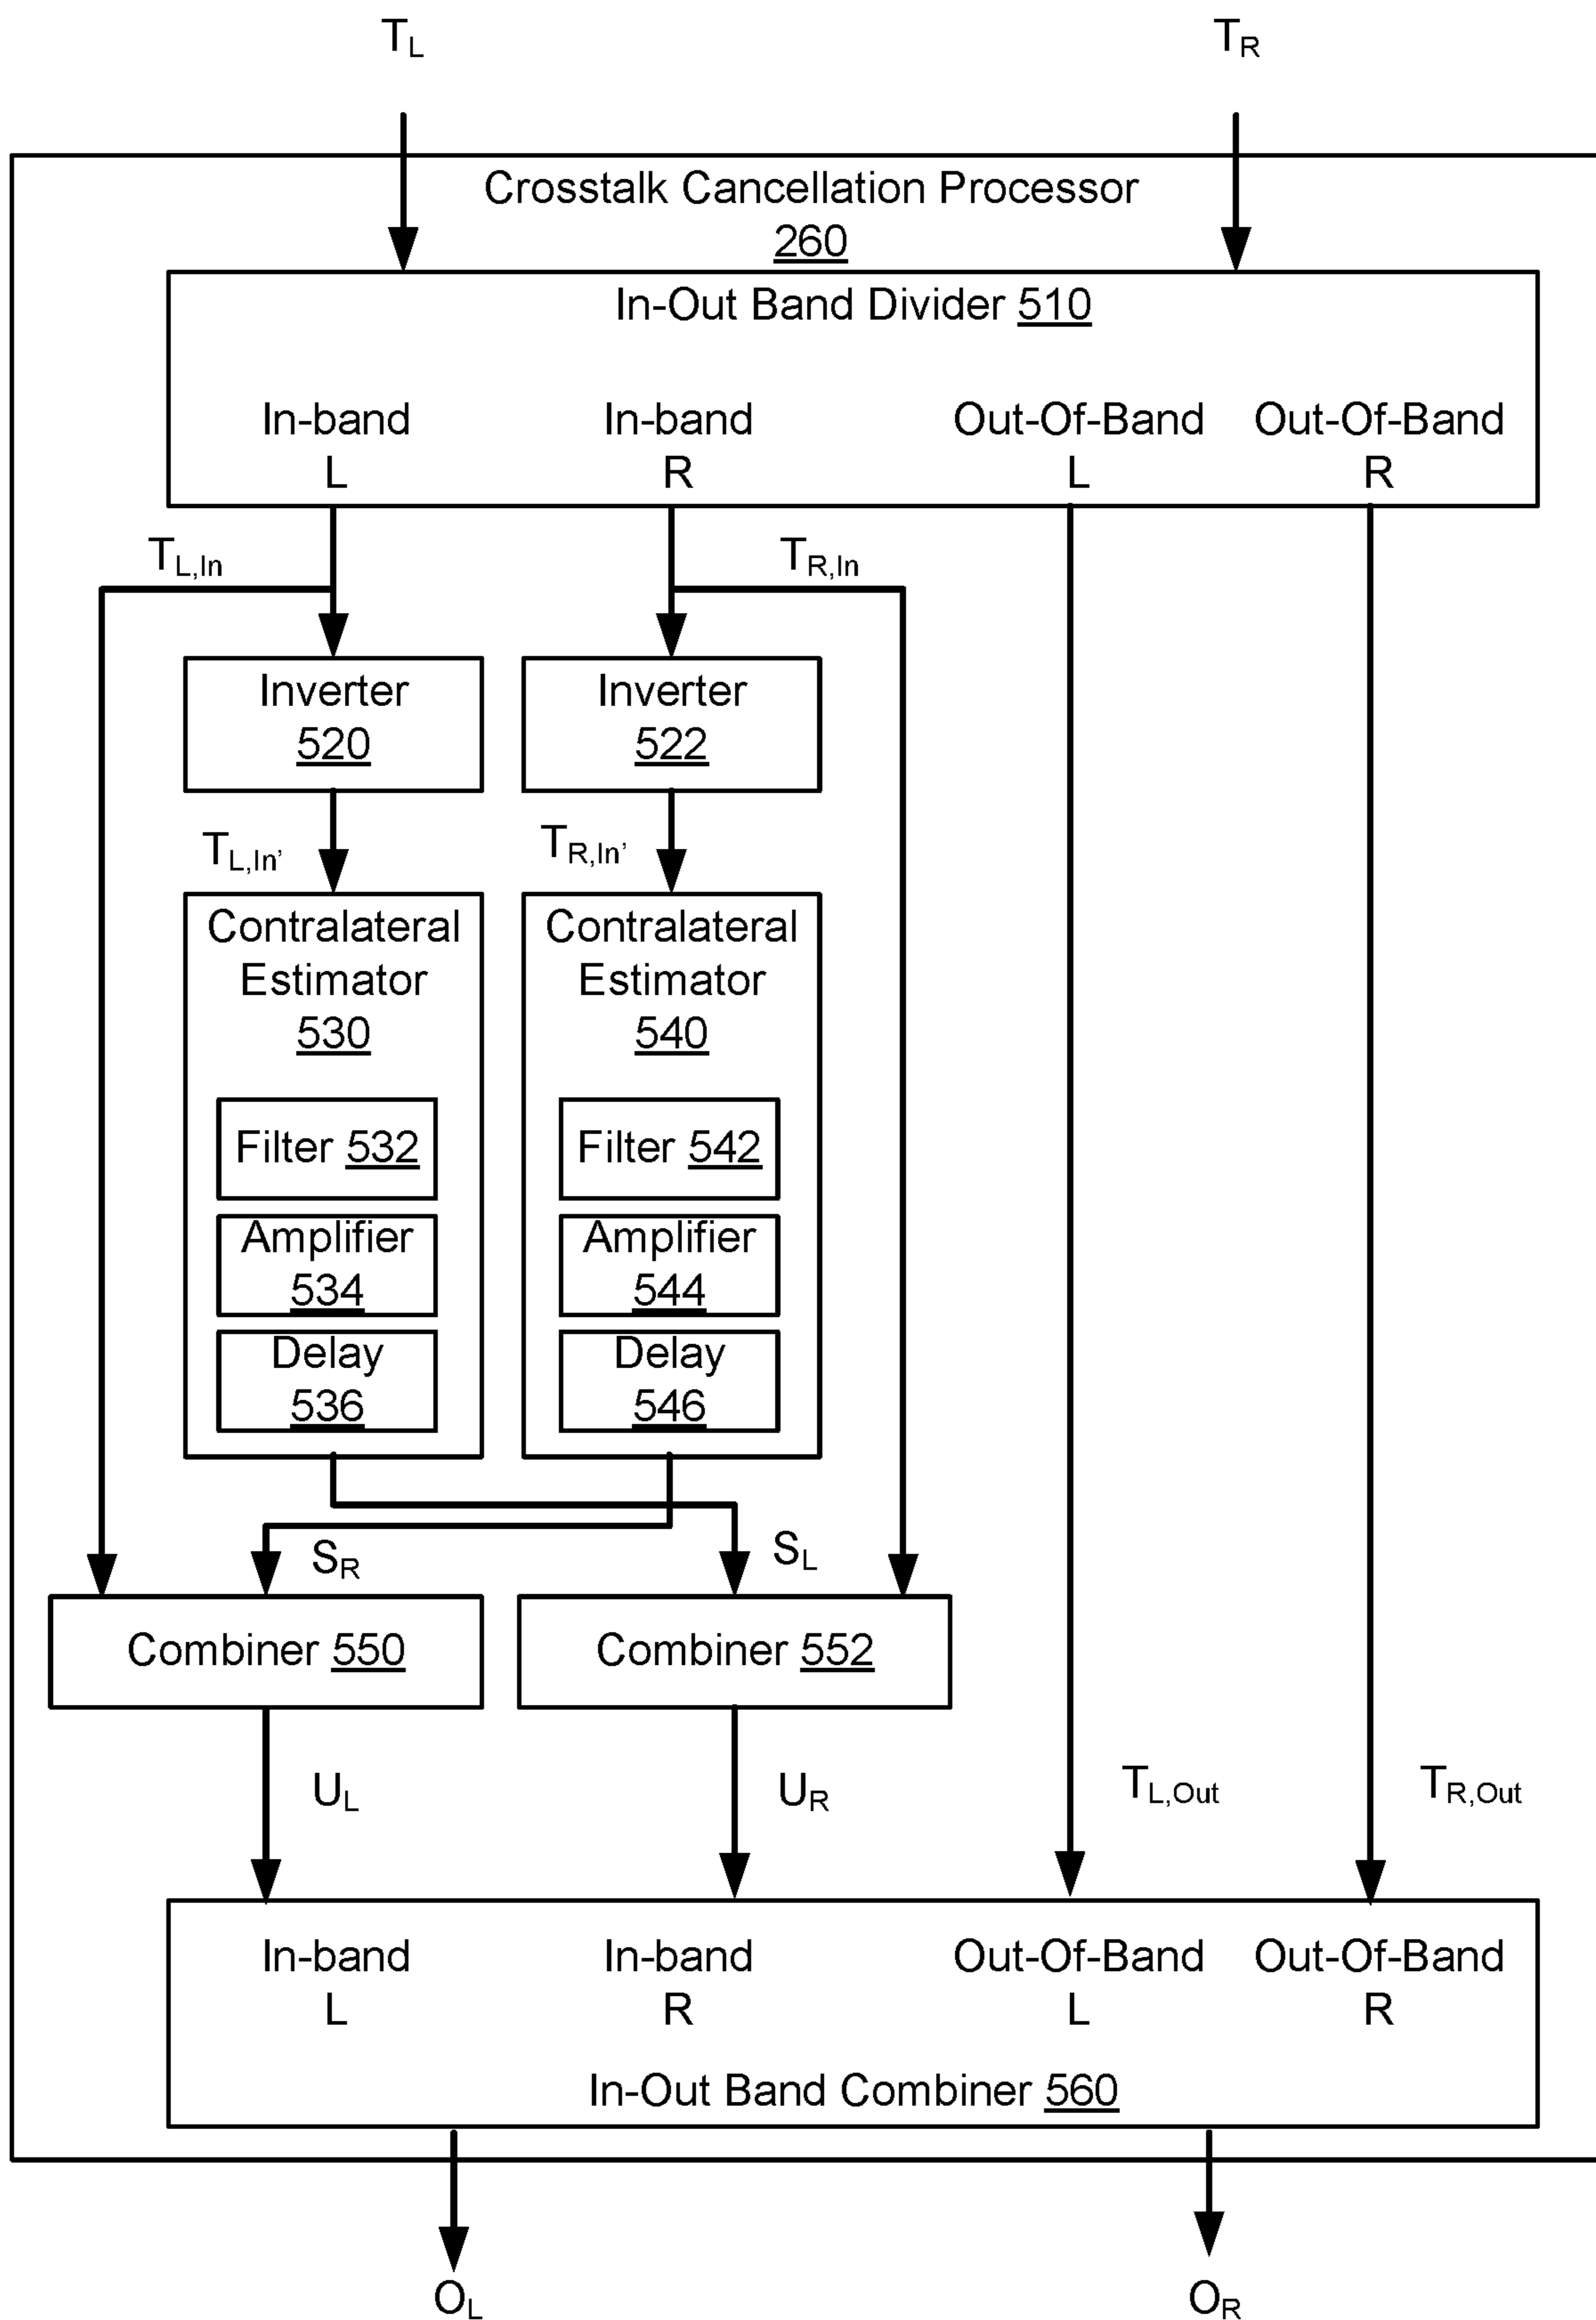 T_L
T_R
Crosstalk Cancellation Processor
260
In-Out Band Divider 510
In-band In-band Out-Of-Band Out-Of-Band
L R L R
T_L,In
T_R,In
Inverter
520
Inverter
522
T_L,In'
T_R,In'
Contralateral
Estimator
530
Contralateral
Estimator
540
Filter 532
Filter 542
Amplifier
534
Amplifier
544
Delay
536
Delay
546
S_R
S_L
Combiner 550
Combiner 552
U_L
U_R
T_L,Out
T_R,Out
In-band In-band Out-Of-Band Out-Of-Band
L R L R
In-Out Band Combiner 560
O_L
O_R